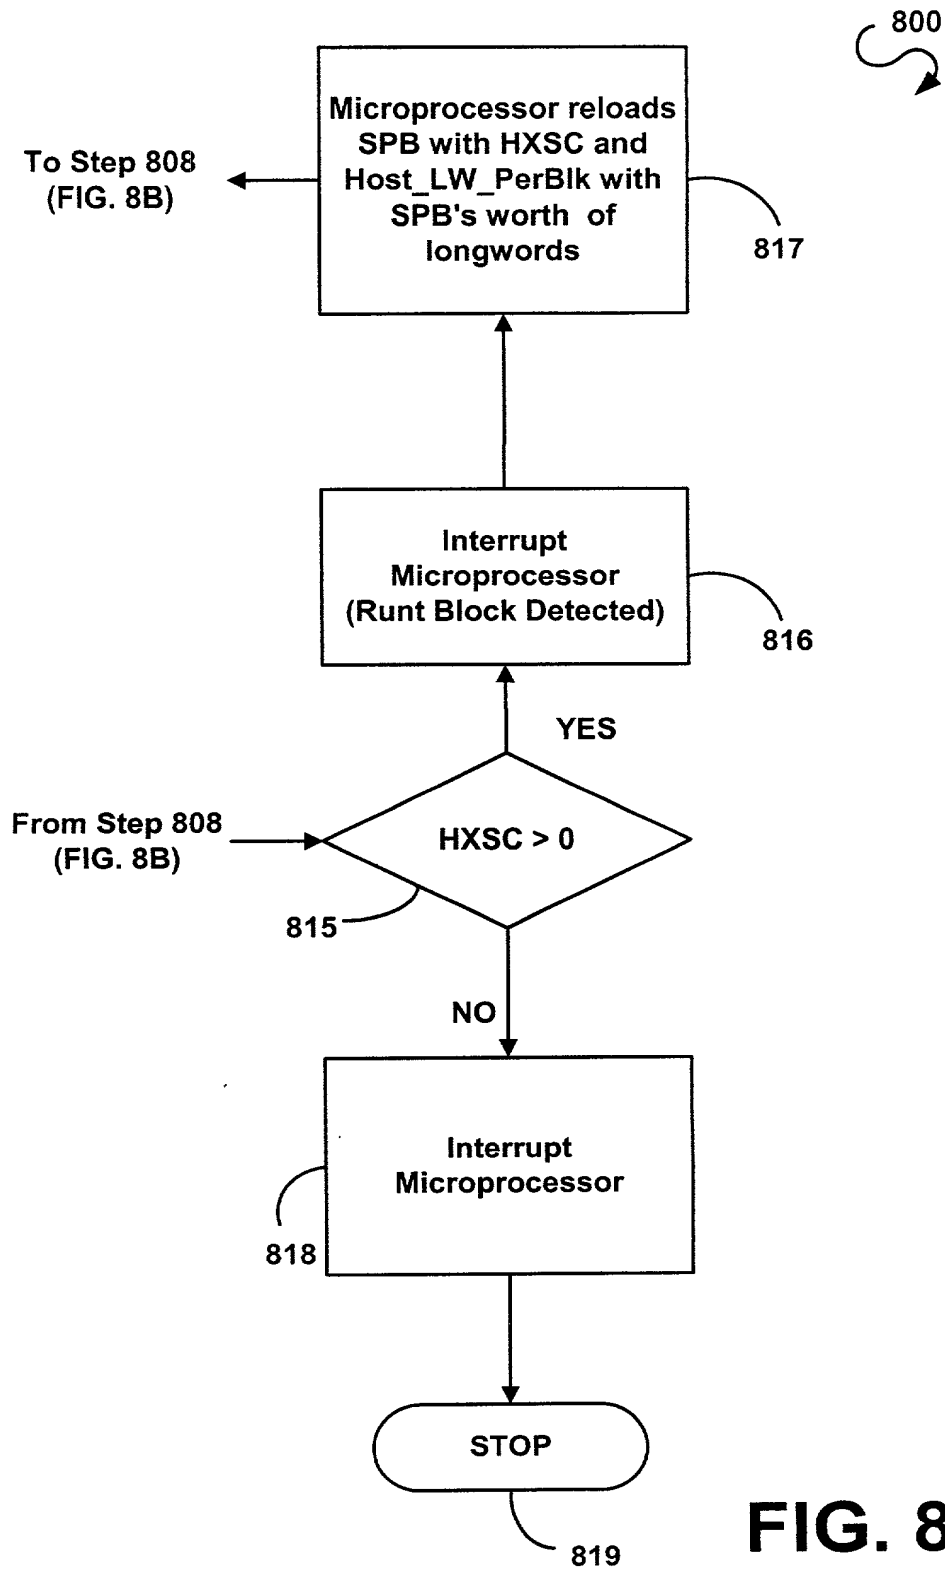 800
Microprocessor reloads
SPB with HXSC and
Host_LW_PerBlk with
SPB's worth of
longwords
To Step 808
(FIG. 8B)
817
Interrupt
Microprocessor
(Runt Block Detected)
816
YES
From Step 808
(FIG. 8B)
HXSC > 0
815
NO
Interrupt
Microprocessor
818
STOP
819
FIG. 8